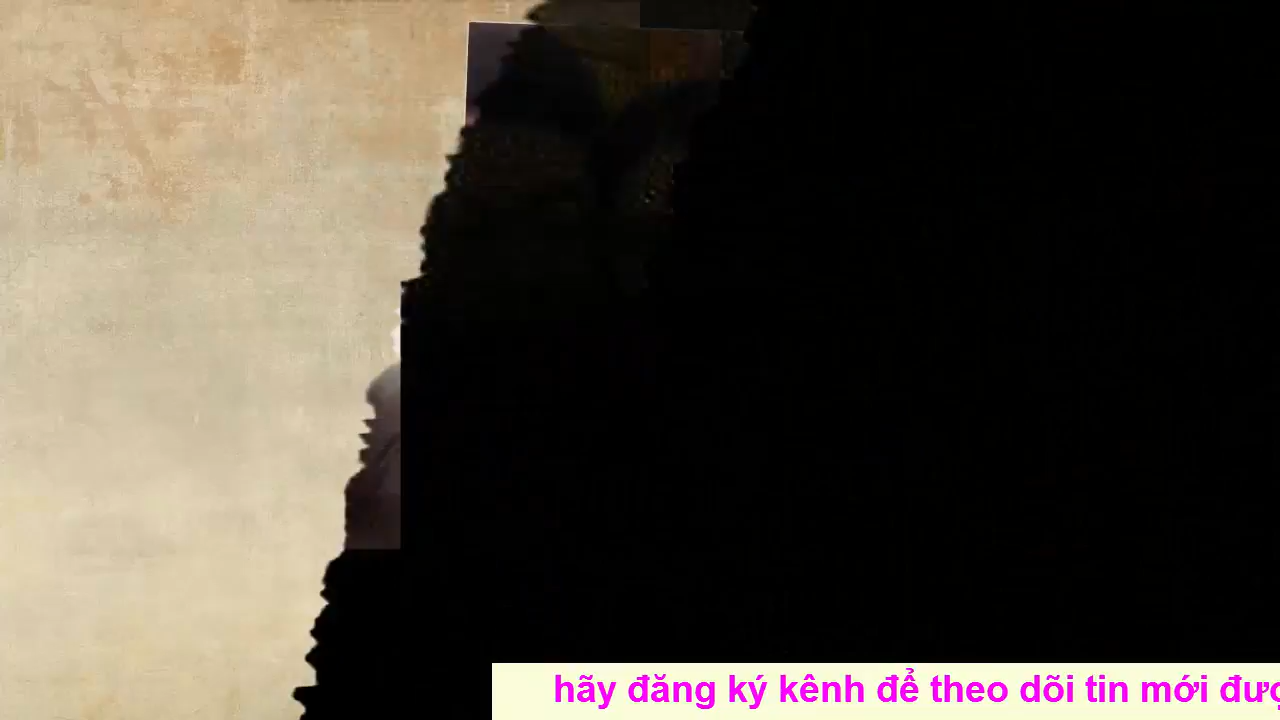 hãy đăng ký kênh để theo dõi tin mới